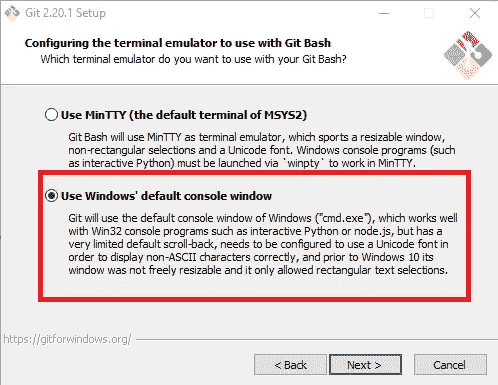 Git 2.20.1 Setup
Configuring the terminal emulator to use with Git Bash
Which terminal emulator do you want to use with your Git Bash?
Use MinTTY (the default terminal of MSYS2)
Git Bash will use MinTTY as terminal emulator, which sports a resizable window,
non-rectangular selections and a Unicode font. Windows console programs (such
as interactive Python) must be launched via `winpty` to work in MinTTY.
Use Windows' default console window
Git will use the default console window of Windows ("cmd.exe"), which works well
with Win32 console programs such as interactive Python or node.js, but has a
very limited default scroll-back, needs to be configured to use a Unicode font in
order to display non-ASCII characters correctly, and prior to Windows 10 its
window was not freely resizable and it only allowed rectangular text selections.
https://gitforwindows.org/
< Back
Next >
Cancel